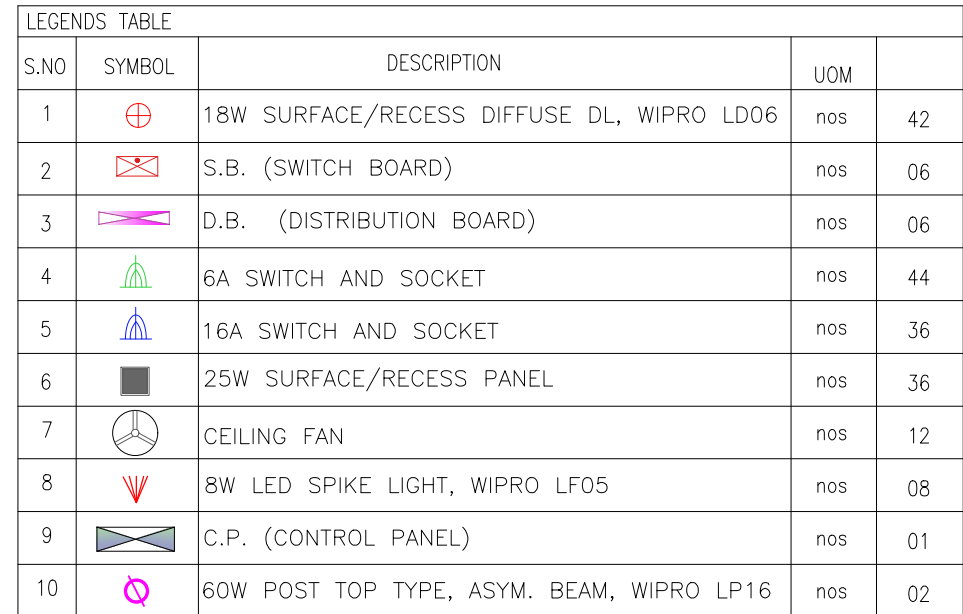 LEGENDS TABLE
S.NO SYMBOL DESCRIPTION UOM
1 18W SURFACE/RECESS DIFFUSE DL, WIPRO LD06 nos 42
2 S.B. (SWITCH BOARD) nos 06
3 D.B. (DISTRIBUTION BOARD) nos 06
4 6A SWITCH AND SOCKET nos 44
5 16A SWITCH AND SOCKET nos 36
6 25W SURFACE/RECESS PANEL nos 36
7 CEILING FAN nos 12
8 8W LED SPIKE LIGHT, WIPRO LF05 nos 08
9 C.P. (CONTROL PANEL) nos 01
10 60W POST TOP TYPE, ASYM. BEAM, WIPRO LP16 nos 02